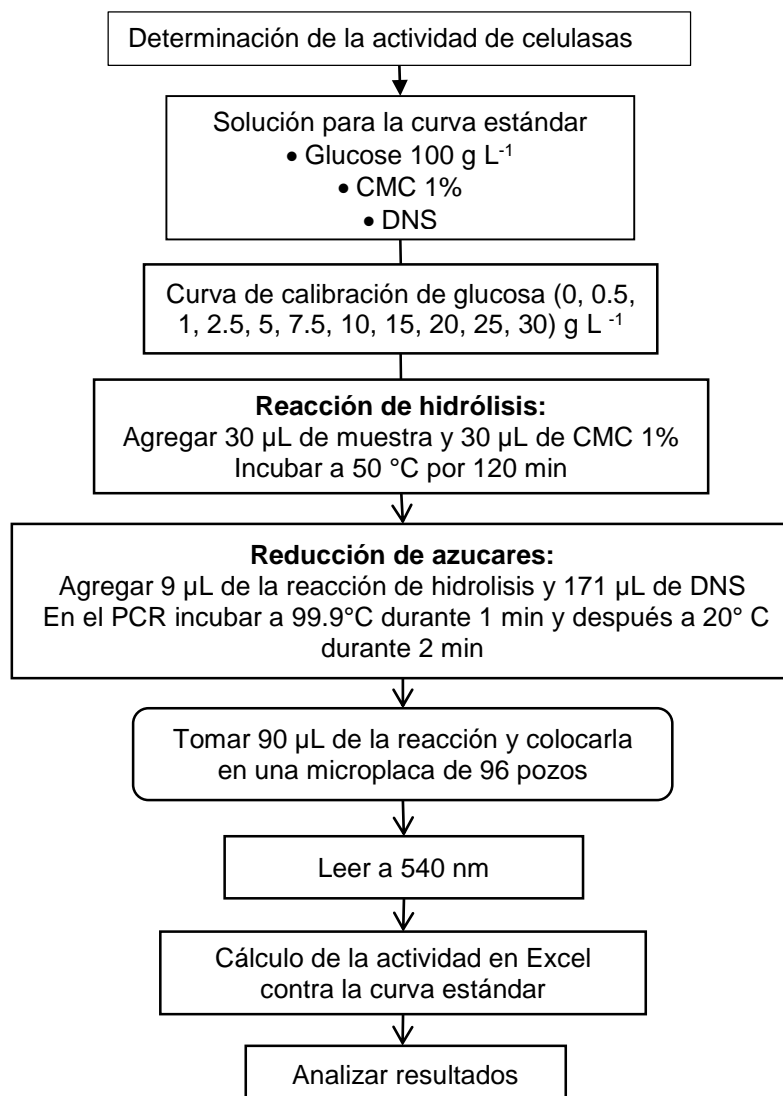 Determinación de la actividad de celulasas
Solución para la curva estándar
• Glucose 100 g L⁻¹
• CMC 1%
• DNS
Curva de calibración de glucosa (0, 0.5,
1, 2.5, 5, 7.5, 10, 15, 20, 25, 30) g L ⁻¹
Reacción de hidrólisis:
Agregar 30 µL de muestra y 30 µL de CMC 1%
Incubar a 50 °C por 120 min
Reducción de azucares:
Agregar 9 µL de la reacción de hidrolisis y 171 µL de DNS
En el PCR incubar a 99.9°C durante 1 min y después a 20° C
durante 2 min
Tomar 90 µL de la reacción y colocarla
en una microplaca de 96 pozos
Leer a 540 nm
Cálculo de la actividad en Excel
contra la curva estándar
Analizar resultados